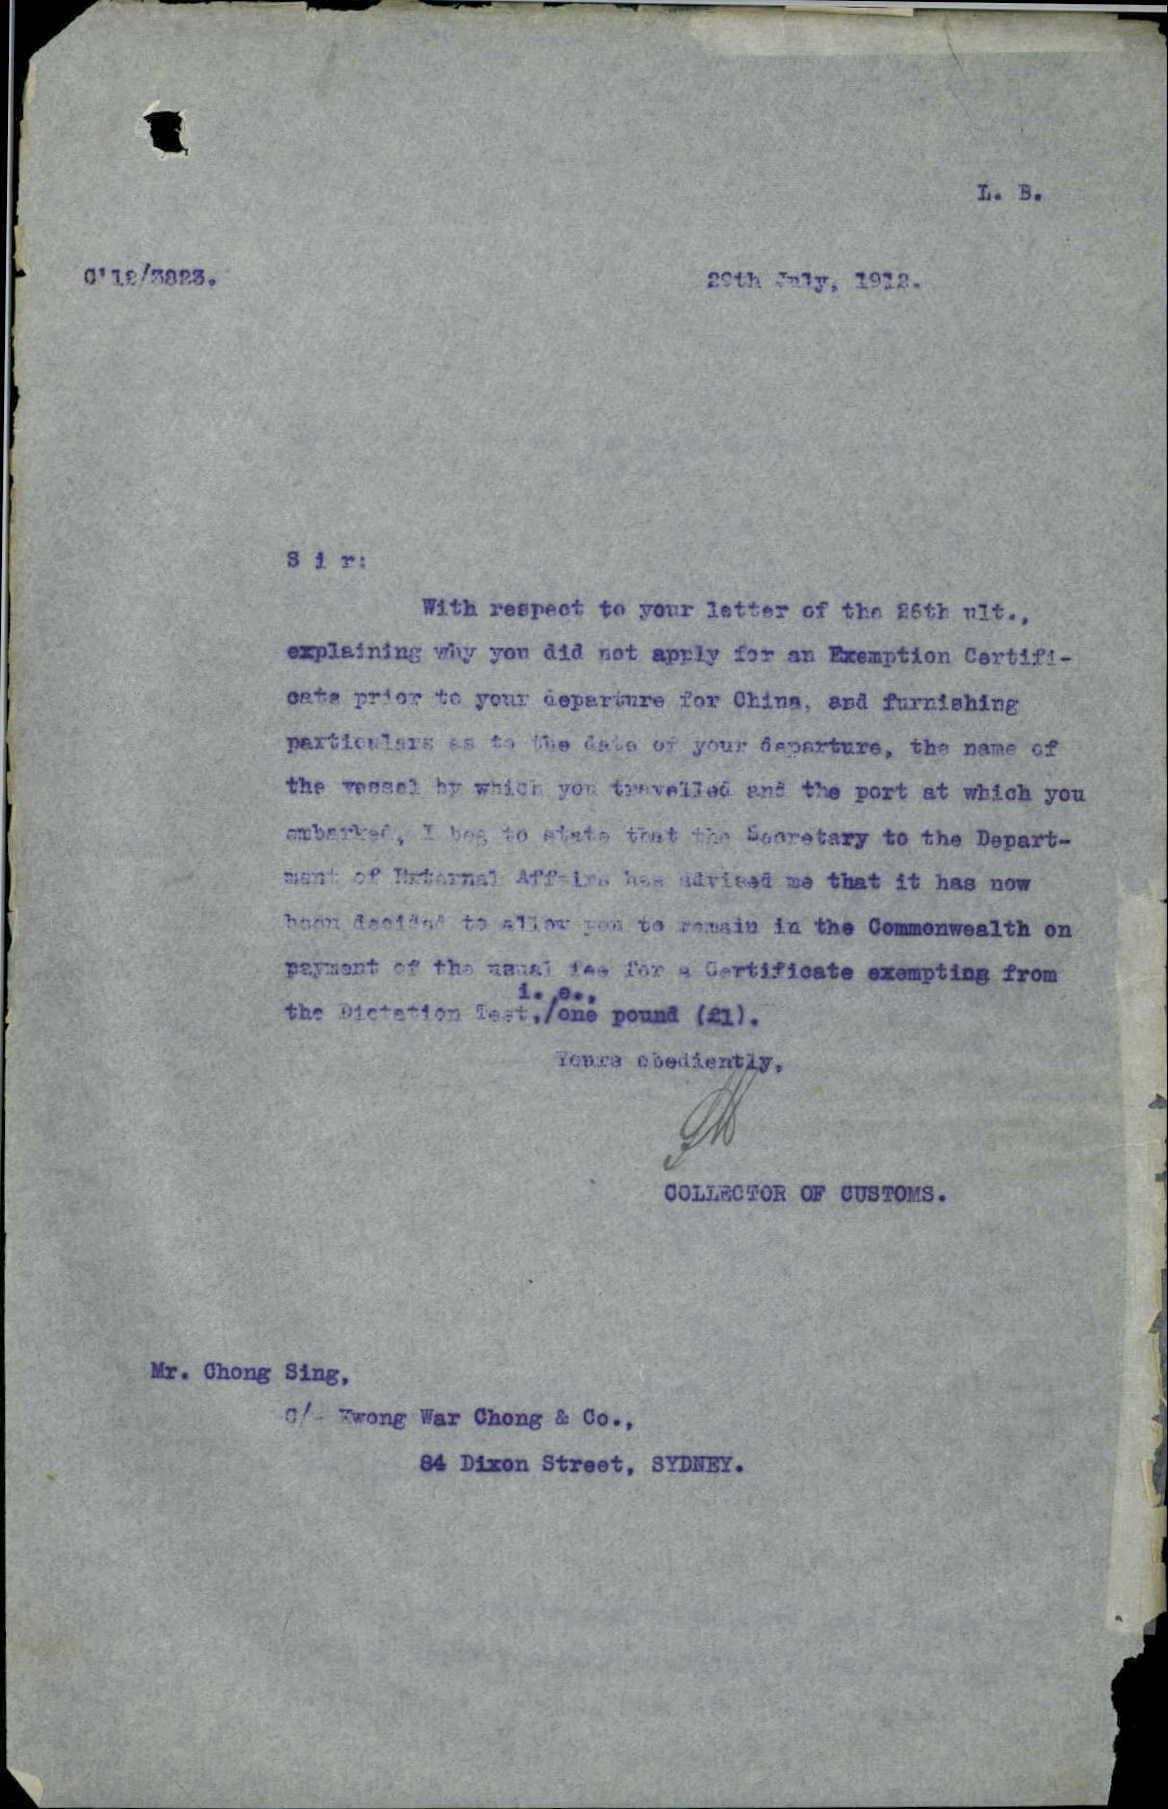 L. B.
C'12/3823.
29th July, 1912.
S i r:
With respect to your letter of the 26th ult.,
explaining why you did not apply for an Exemption Certifi-
cate prior to your departure for China, and furnishing
particulars as to the date of your departure, the name of
the vessel by which you travelled and the port at which you
embarked, I beg to state that the Secretary to the Depart-
ment of External Affairs has advised me that it has now
been decided to allow you to remain in the Commonwealth on
payment of the usual fee for a Certificate exempting from
i. e.,
the Dictation Test,/one pound (£1).
Yours obediently,
COLLECTOR OF CUSTOMS.
Mr. Chong Sing,
C/- Kwong War Chong & Co.,
84 Dixon Street, SYDNEY.